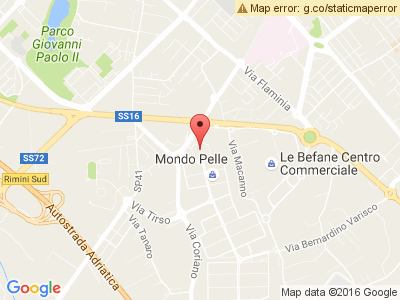 Map error: g.co/staticmaperror
Parco
Giovanni
Paolo II
Via Flaminia
SS16
SS72
Mondo Pelle
Via Macanno
Le Befane Centro
Commerciale
Rimini Sud
SP41
Via Tirso
Via Tanaro
Via Coriano
Autostrada Adriatica
Via Bernardino Varisco
Google
Map data ©2016 Google